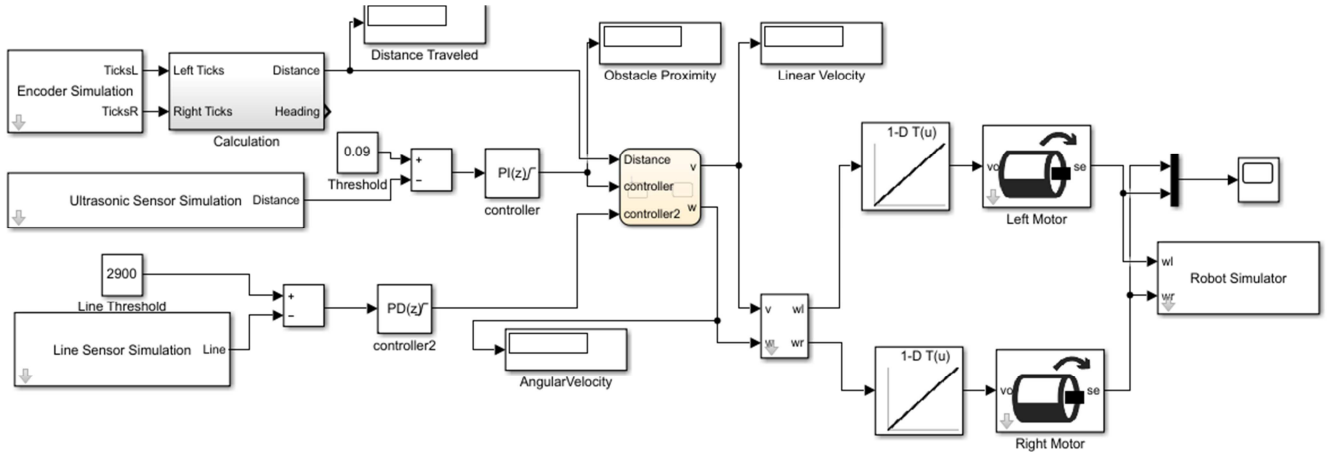 Distance Traveled
TicksL
Encoder Simulation
TicksR
Left Ticks
Distance
Right Ticks
Heading
Calculation
Obstacle Proximity
Linear Velocity
0.09
Threshold
+
−
PI(z)
controller
Ultrasonic Sensor Simulation
Distance
Distance
controller
controller2
v
w
1-D T(u)
vo
se
Left Motor
2900
Line Threshold
+
−
PD(z)
controller2
Line Sensor Simulation
Line
AngularVelocity
v
w
wl
wr
wl
Robot Simulator
wr
1-D T(u)
vo
se
Right Motor